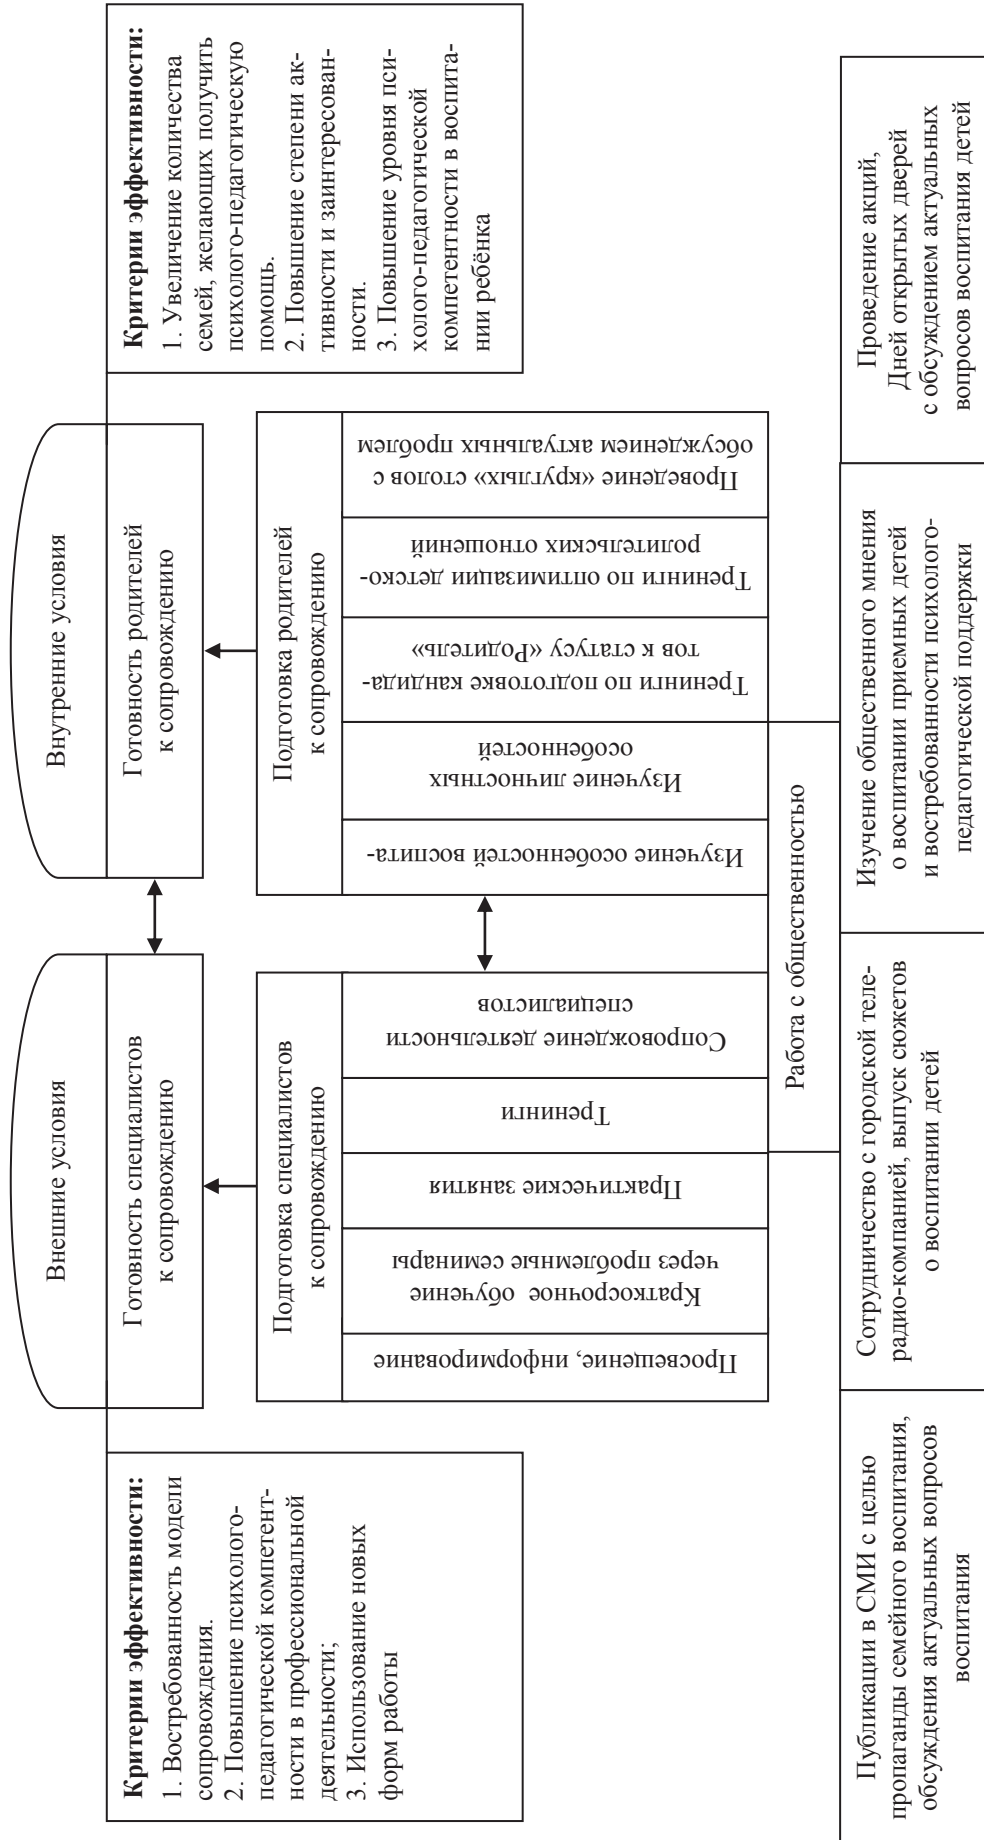 Внешние условия
Внутренние условия
Критерии эффективности:
1. Востребованность модели
сопровождения.
2. Повышение психолого-
педагогической компетент-
ности в профессиональной
деятельности;
3. Использование новых
форм работы
Готовность специалистов
к сопровождению
Готовность родителей
к сопровождению
Критерии эффективности:
1. Увеличение количества
семей, желающих получить
психолого-педагогическую
помощь.
2. Повышение степени ак-
тивности и заинтересован-
ности.
3. Повышение уровня пси-
холого-педагогической
компетентности в воспита-
нии ребёнка
Подготовка специалистов
к сопровождению
Просвещение, информирование
Краткосрочное обучение
через проблемные семинары
Практические занятия
Тренинги
Сопровождение деятельности
специалистов
Подготовка родителей
к сопровождению
Изучение особенностей воспита-
Изучение личностных
особенностей
Тренинги по подготовке кандида-
тов к статусу «Родитель»
Тренинги по оптимизации детско-
родительских отношений
Проведение «круглых» столов с
обсуждением актуальных проблем
Работа с общественностью
Публикации в СМИ с целью
пропаганды семейного воспитания,
обсуждения актуальных вопросов
воспитания
Сотрудничество с городской теле-
радио-компанией, выпуск сюжетов
о воспитании детей
Изучение общественного мнения
о воспитании приемных детей
и востребованности психолого-
педагогической поддержки
Проведение акций,
Дней открытых дверей
с обсуждением актуальных
вопросов воспитания детей